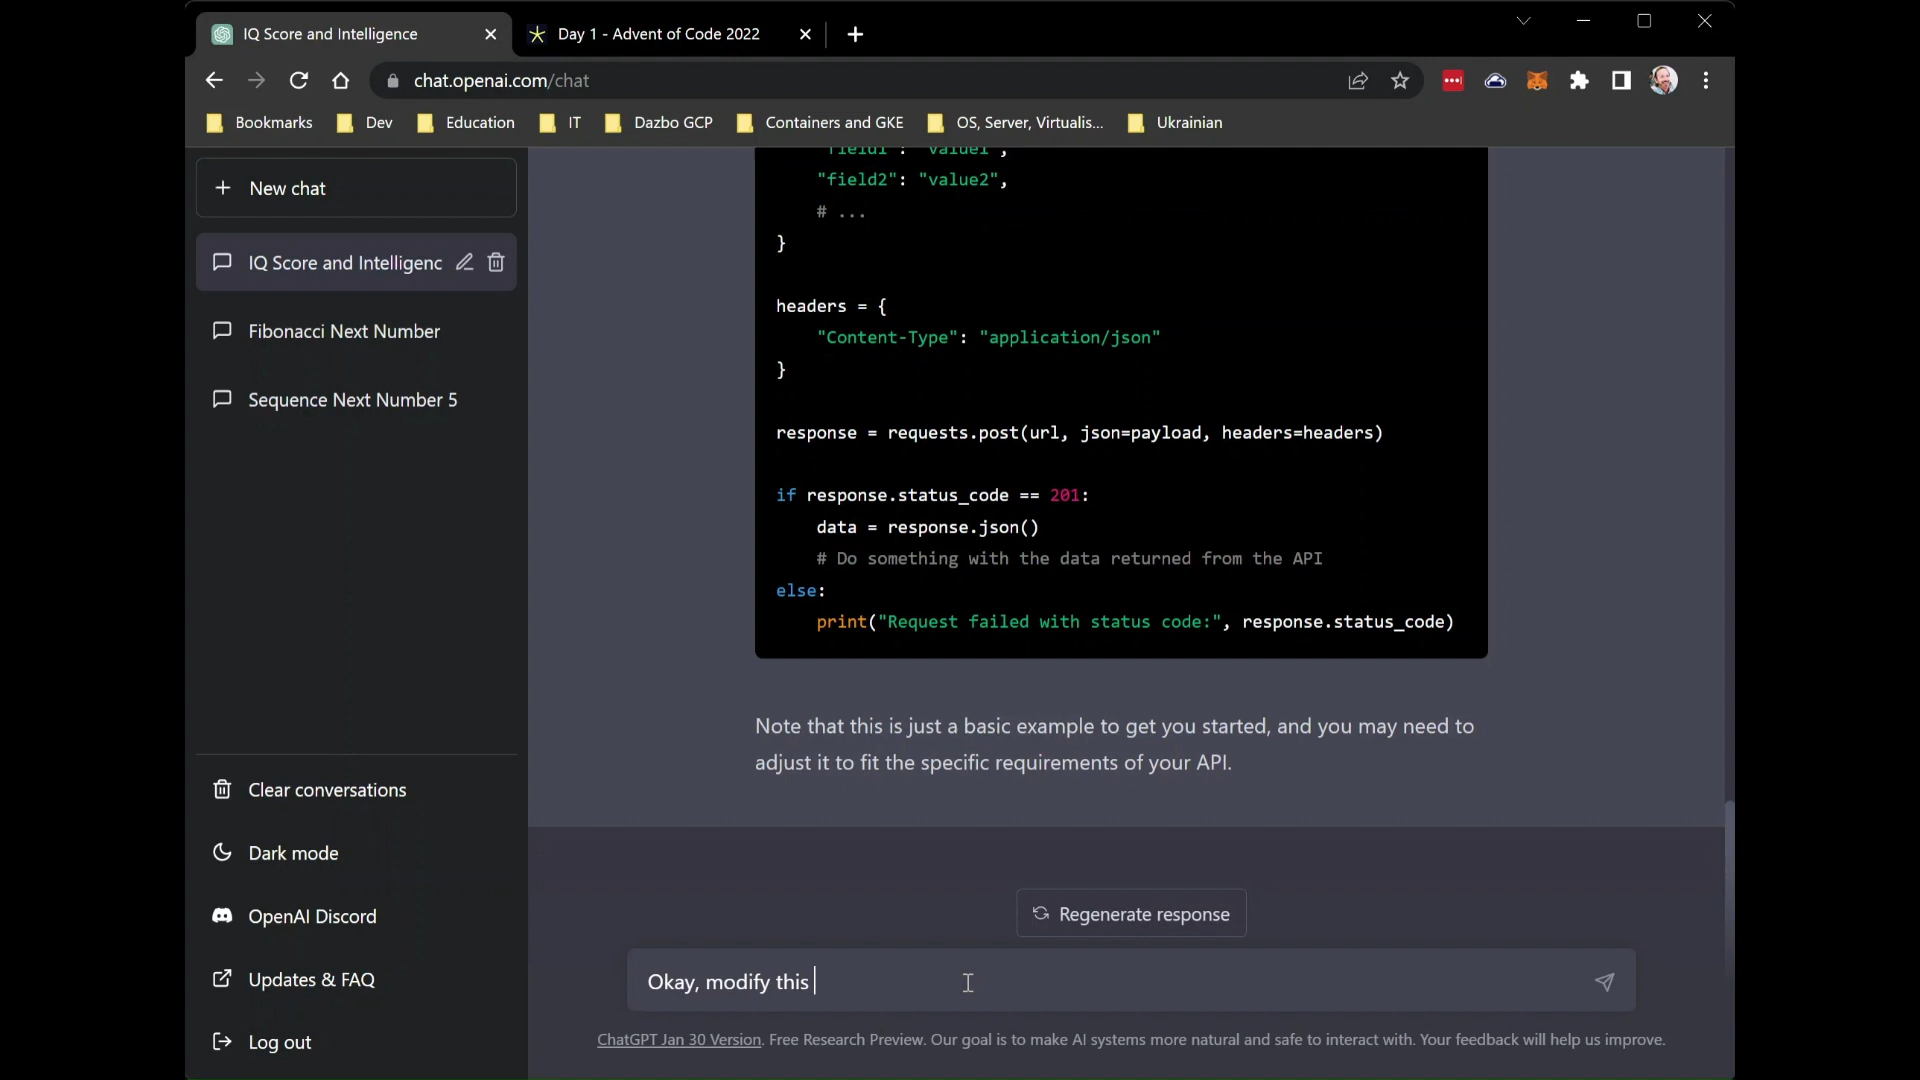 IQ Score and Intelligence
Day 1 - Advent of Code 2022
chat.openai.com/chat
Bookmarks
Dev
Education
IT
Dazbo GCP
Containers and GKE
OS, Server, Virtualis...
Ukrainian
New chat
IQ Score and Intelligenc
Fibonacci Next Number
Sequence Next Number 5
Clear conversations
Dark mode
OpenAI Discord
Updates & FAQ
Log out
"field1": "value1",
"field2": "value2",
# ...
}
headers = {
"Content-Type": "application/json"
}
response = requests.post(url, json=payload, headers=headers)
if response.status_code == 201:
data = response.json()
# Do something with the data returned from the API
else:
print("Request failed with status code:", response.status_code)
Note that this is just a basic example to get you started, and you may need to
adjust it to fit the specific requirements of your API.
Regenerate response
Okay, modify this
ChatGPT Jan 30 Version. Free Research Preview. Our goal is to make AI systems more natural and safe to interact with. Your feedback will help us improve.